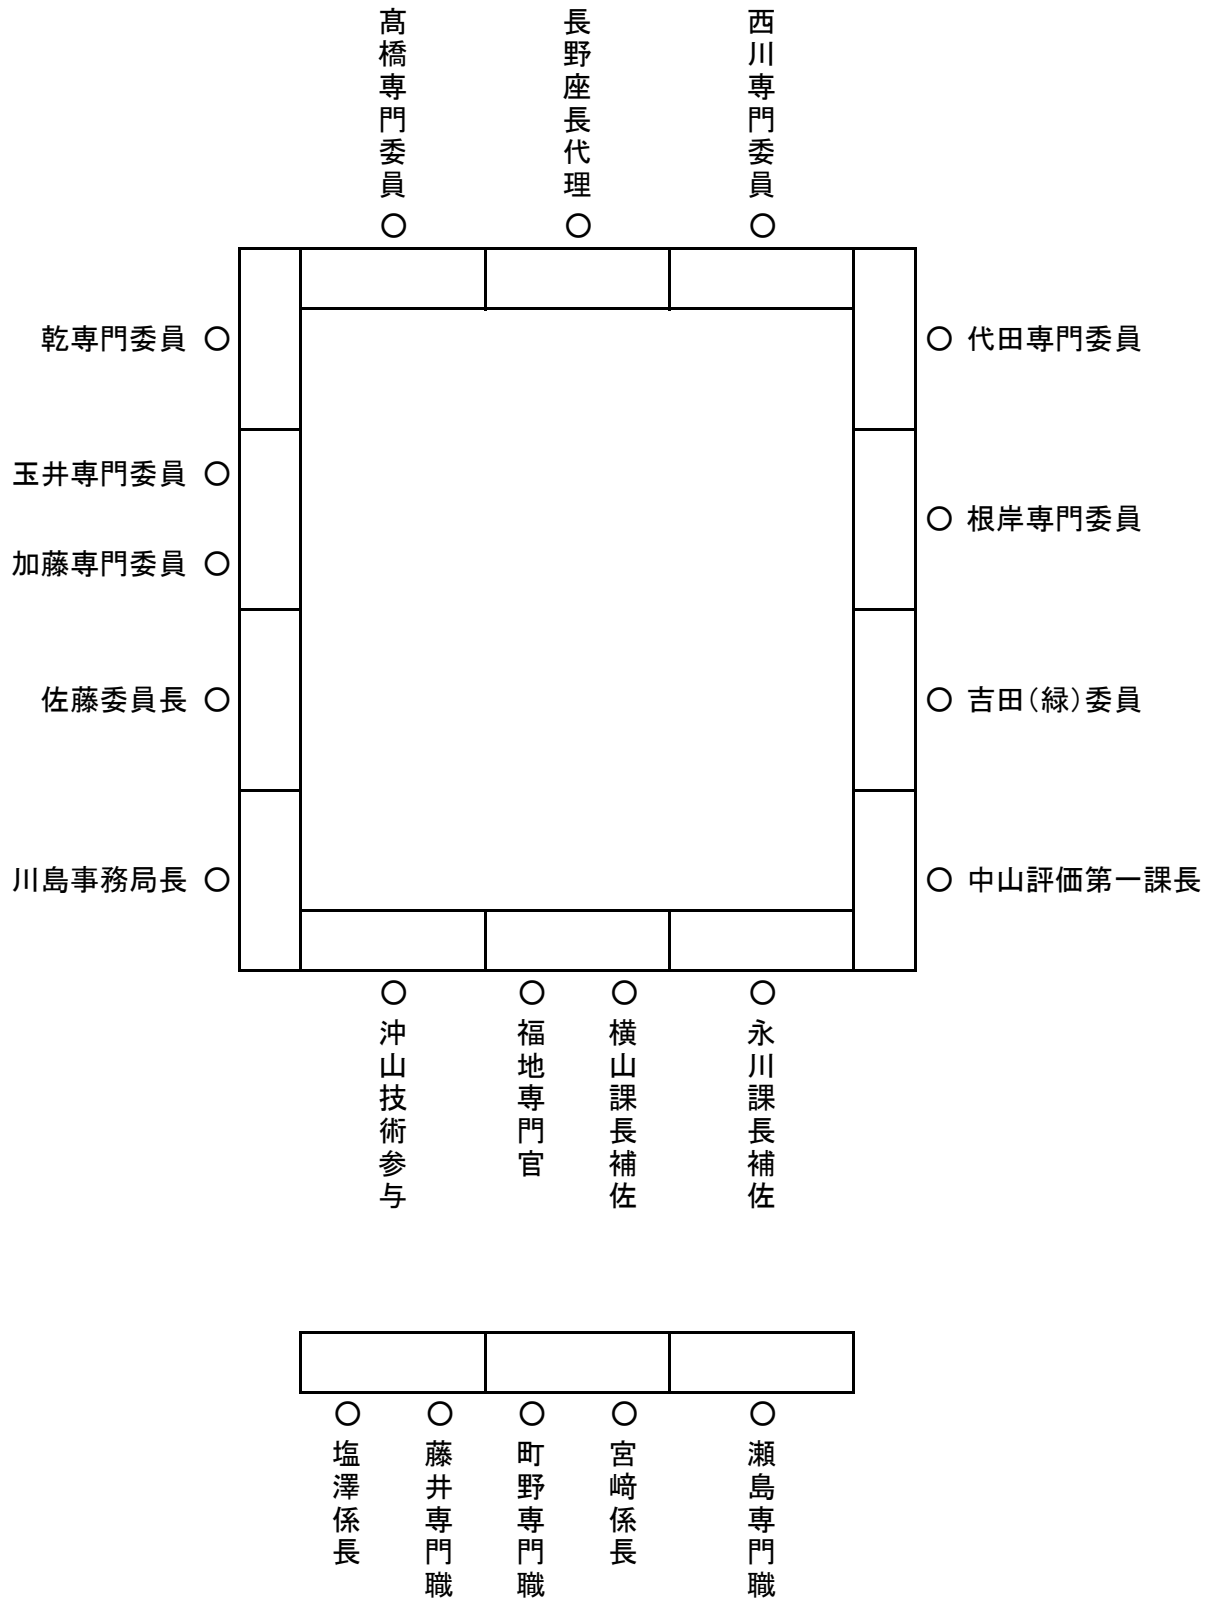 髙橋専門委員
長野座長代理
西川専門委員
乾専門委員
代田専門委員
玉井専門委員
根岸専門委員
加藤専門委員
佐藤委員長
吉田（緑）委員
川島事務局長
中山評価第一課長
沖山技術参与
福地専門官
横山課長補佐
永川課長補佐
塩澤係長
藤井専門職
町野専門職
宮﨑係長
瀬島専門職